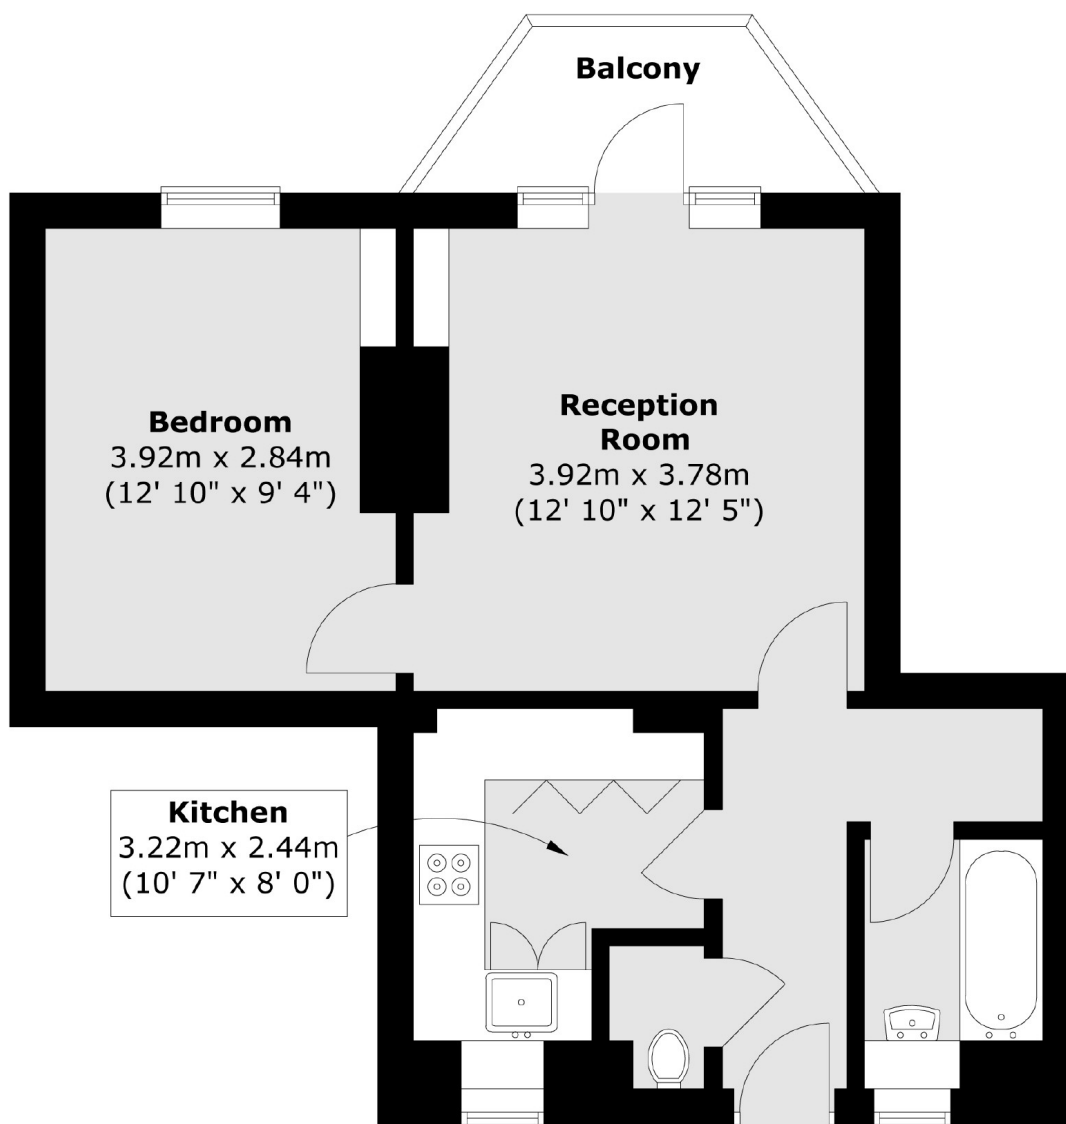 Balcony
Bedroom
3.92m x 2.84m
(12' 10" x 9' 4")
Reception
Room
3.92m x 3.78m
(12' 10" x 12' 5")
Kitchen
3.22m x 2.44m
(10' 7" x 8' 0")